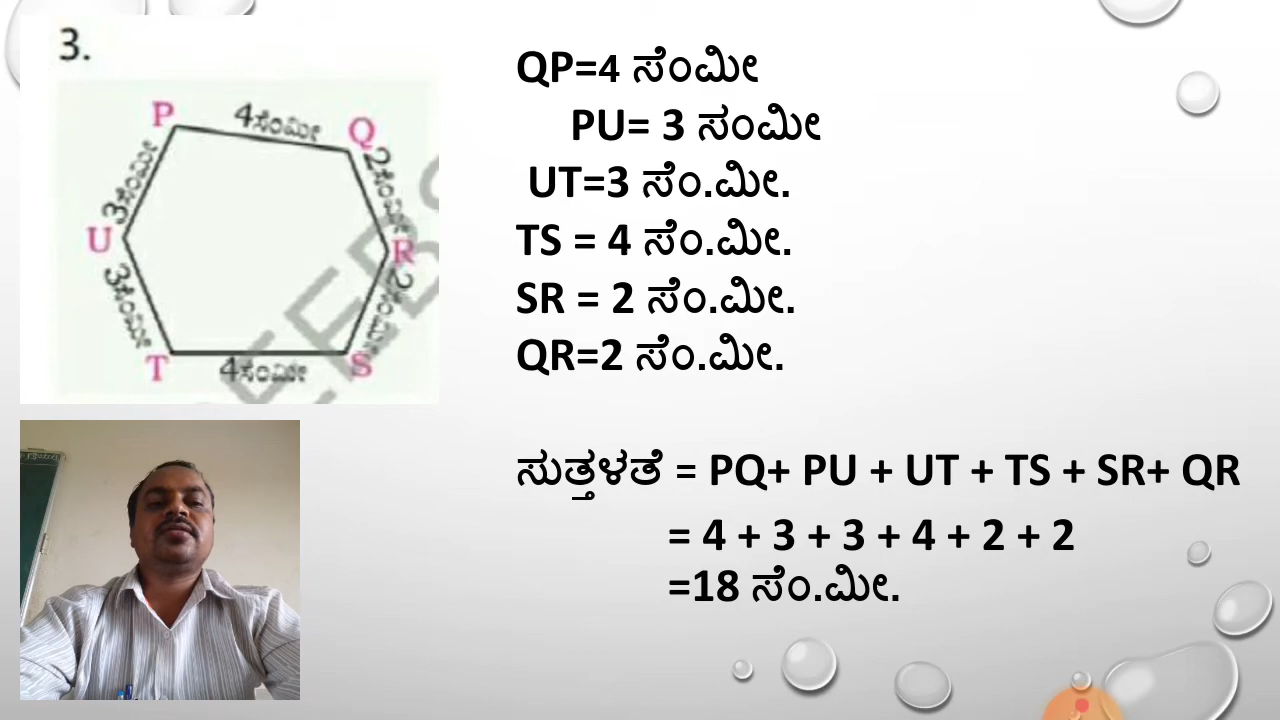 3.
P
4ಸೆಂಮೀ
Q
3ಸೆಂಮೀ
2ಸೆಂಮೀ
U
R
3ಸೆಂಮೀ
2ಸೆಂಮೀ
T
4ಸೆಂಮೀ
S
QP=4 ಸೆಂಮೀ
PU= 3 ಸಂಮೀ
UT=3 ಸೆಂ.ಮೀ.
TS = 4 ಸೆಂ.ಮೀ.
SR = 2 ಸೆಂ.ಮೀ.
QR=2 ಸೆಂ.ಮೀ.
ಸುತ್ತಳತೆ = PQ+ PU + UT + TS + SR+ QR
= 4 + 3 + 3 + 4 + 2 + 2
=18 ಸೆಂ.ಮೀ.